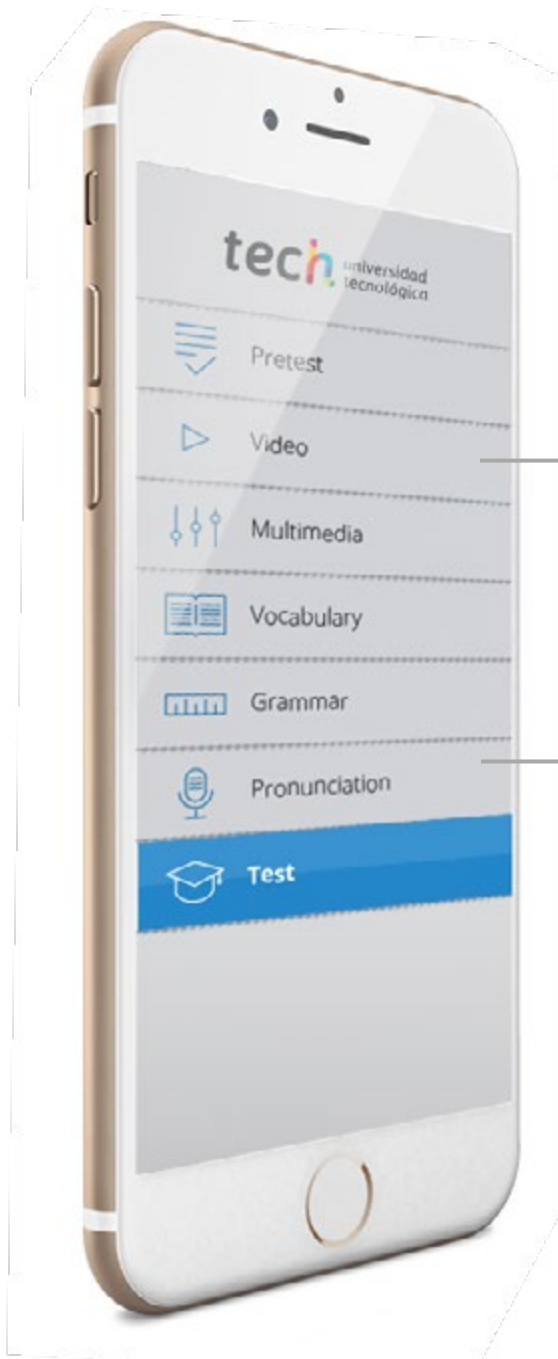 tech universidad
tecnológica
Pretest
Video
Multimedia
Vocabulary
Grammar
Pronunciation
Test